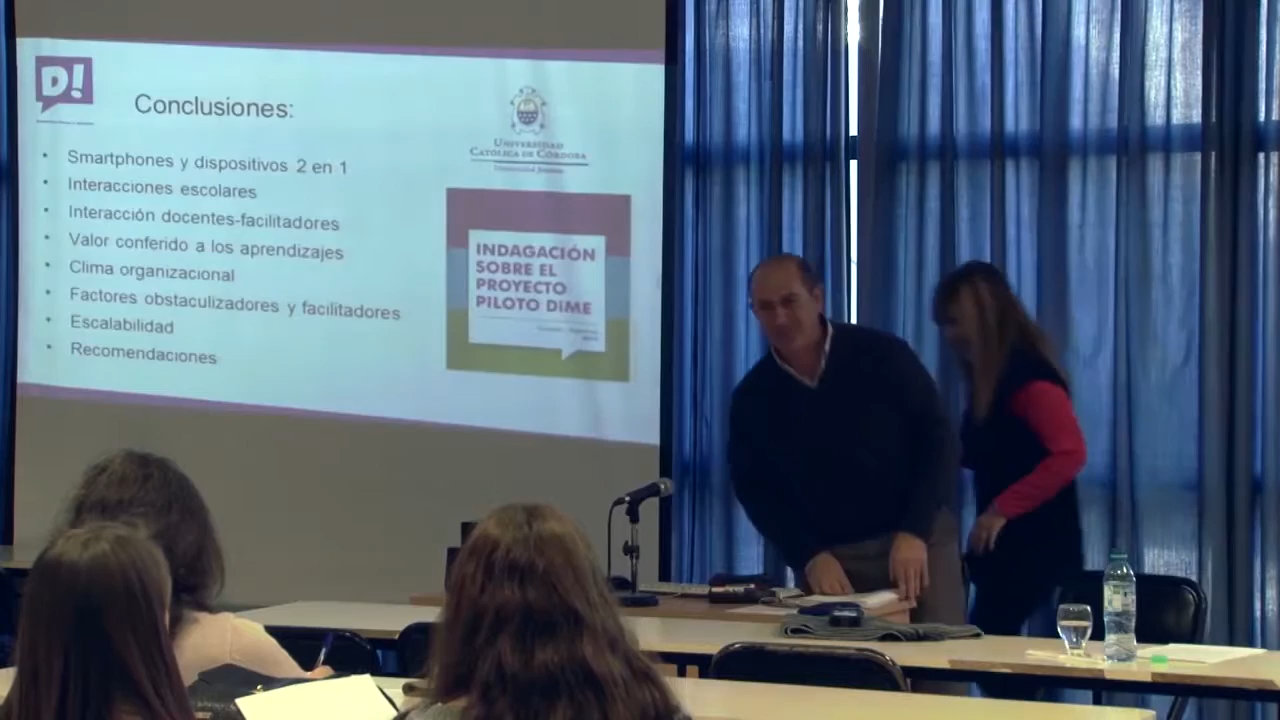 D!
Conclusiones:
• Smartphones y dispositivos 2 en 1
• Interacciones escolares
• Interacción docentes-facilitadores
• Valor conferido a los aprendizajes
• Clima organizacional
• Factores obstaculizadores y facilitadores
• Escalabilidad
• Recomendaciones
UNIVERSIDAD
CATÓLICA DE CÓRDOBA
INDAGACIÓN
SOBRE EL
PROYECTO
PILOTO DIME